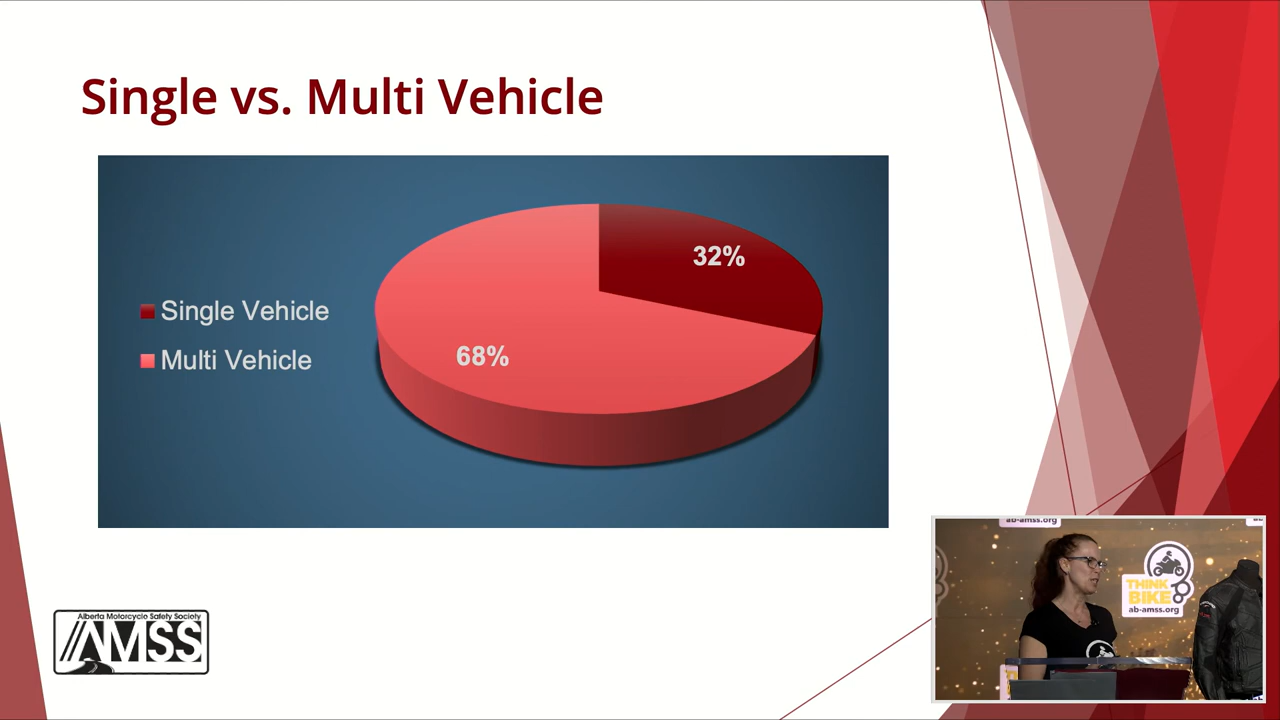 Single vs. Multi Vehicle
32%
Single Vehicle
Multi Vehicle
68%
Alberta Motorcycle Safety Society
AMSS
ab-amss.org
THINK
BIKE
ab-amss.org